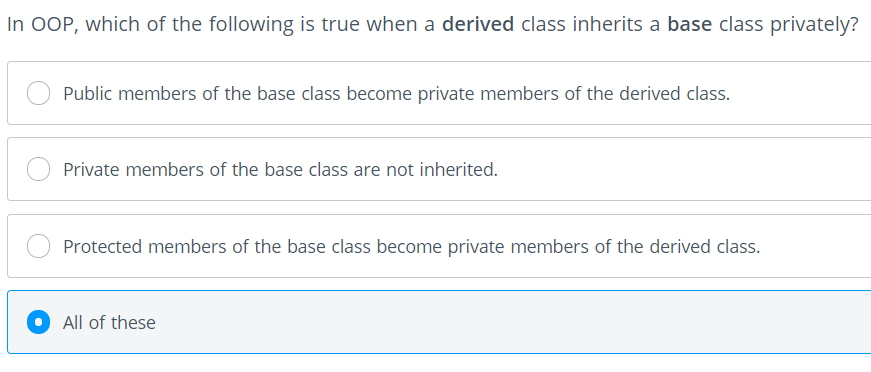 In OOP, which of the following is true when a derived class inherits a base class privately?
Public members of the base class become private members of the derived class.
Private members of the base class are not inherited.
Protected members of the base class become private members of the derived class.
All of these